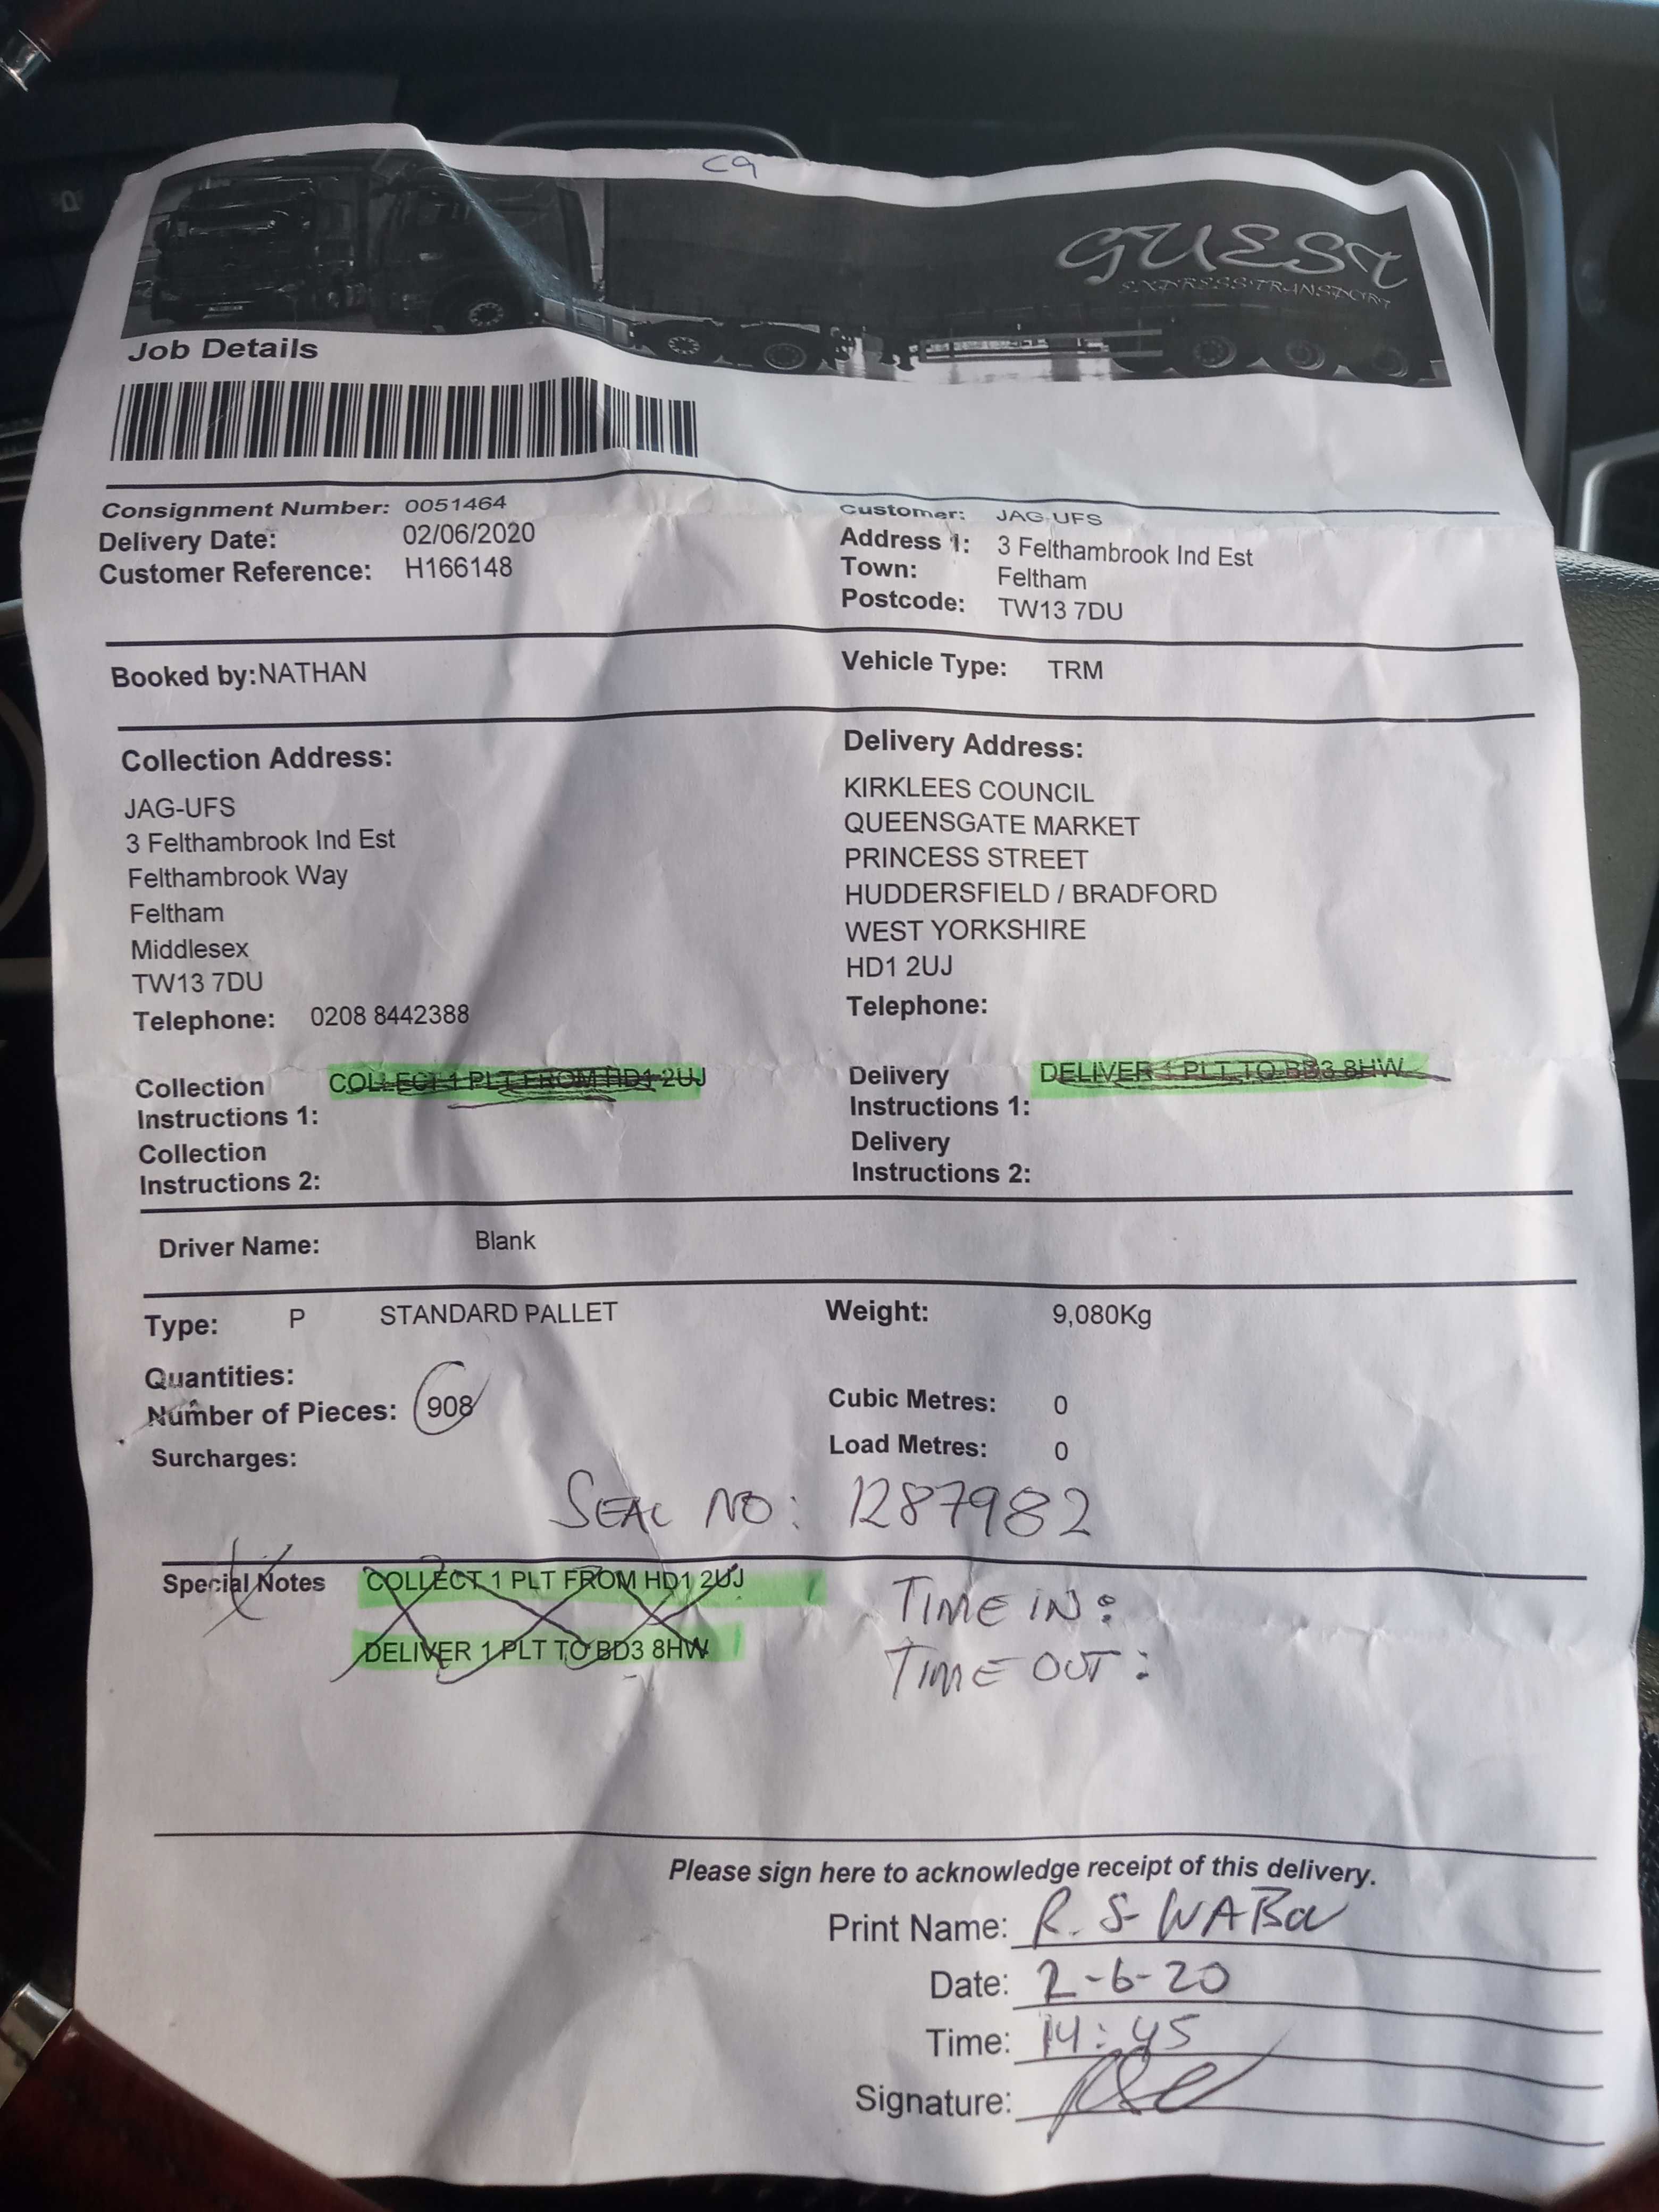 C9
GUEST
EXPRESS TRANSPORT
Job Details
Consignment Number: 0051464
Delivery Date: 02/06/2020
Customer Reference: H166148
Customer: JAG-UFS
Address 1: 3 Felthambrook Ind Est
Town: Feltham
Postcode: TW13 7DU
Booked by:NATHAN
Vehicle Type: TRM
Collection Address:
JAG-UFS
3 Felthambrook Ind Est
Felthambrook Way
Feltham
Middlesex
TW13 7DU
Telephone: 0208 8442388
Delivery Address:
KIRKLEES COUNCIL
QUEENSGATE MARKET
PRINCESS STREET
HUDDERSFIELD / BRADFORD
WEST YORKSHIRE
HD1 2UJ
Telephone:
Collection Instructions 1: COLLECT 1 PLT FROM HD1 2UJ
Collection Instructions 2:
Delivery Instructions 1: DELIVER 1 PLT TO BD3 8HW
Delivery Instructions 2:
Driver Name: Blank
Type: P STANDARD PALLET
Weight: 9,080Kg
Quantities:
Number of Pieces: 908
Cubic Metres: 0
Surcharges:
Load Metres: 0
SEAL NO: 1287982
Special Notes COLLECT 1 PLT FROM HD1 2UJ
DELIVER 1 PLT TO BD3 8HW
TIME IN:
TIME OUT:
Please sign here to acknowledge receipt of this delivery.
Print Name: R. S
Date: 2-6-20
Time: 14:45
Signature: